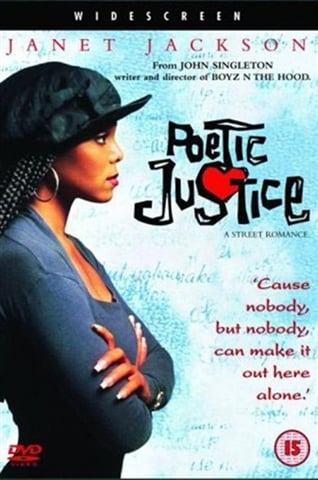 WIDESCREEN
JANET JACKSON
From JOHN SINGLETON
writer and director of BOYZ N THE HOOD.
Poetic
Justice
A STREET ROMANCE.
'Cause
nobody,
but nobody,
can make it
out here
alone.'
DVD
VIDEO
15